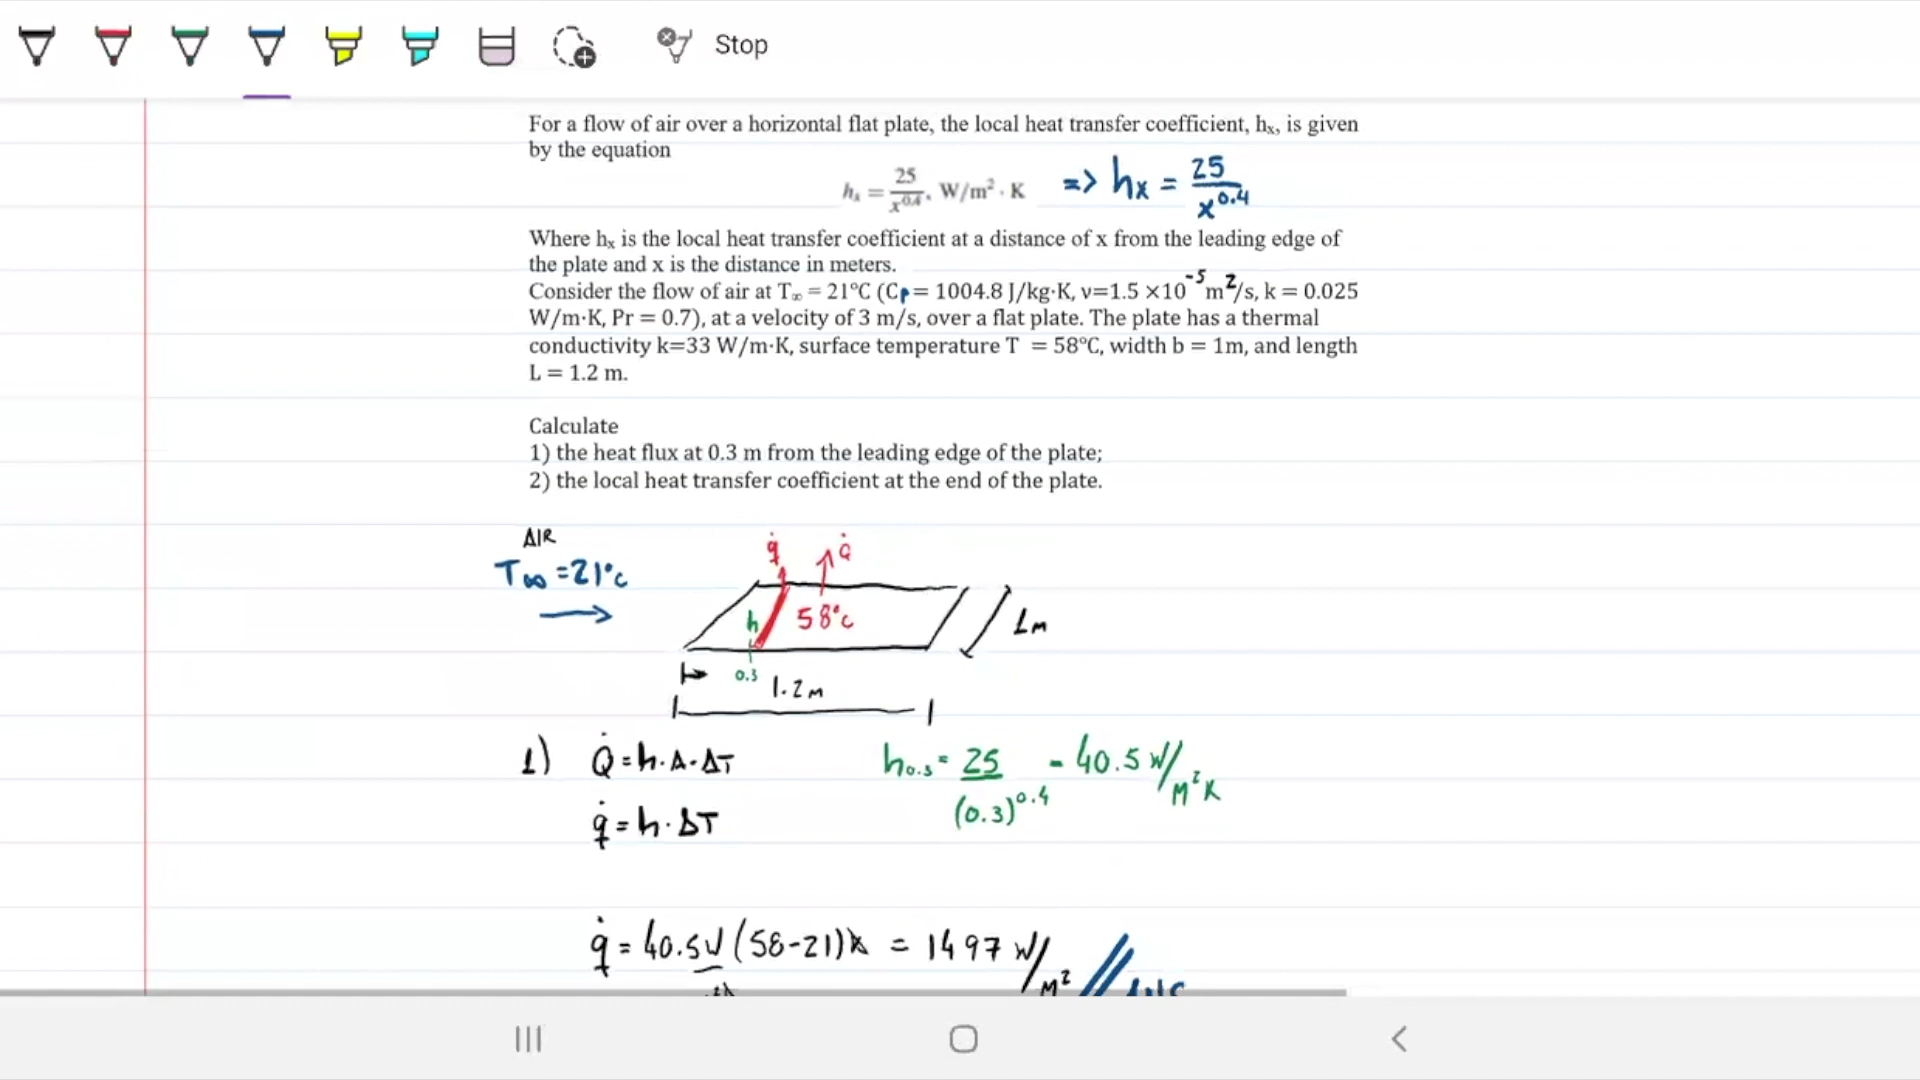 Stop
For a flow of air over a horizontal flat plate, the local heat transfer coefficient, hₓ, is given
by the equation
hₓ = 25/x^0.4, W/m² · K => hx = 25/x^0.4
Where hₓ is the local heat transfer coefficient at a distance of x from the leading edge of
the plate and x is the distance in meters.
Consider the flow of air at T∞ = 21°C (Cp = 1004.8 J/kg·K, ν=1.5 ×10⁻⁵ m²/s, k = 0.025
W/m·K, Pr = 0.7), at a velocity of 3 m/s, over a flat plate. The plate has a thermal
conductivity k=33 W/m·K, surface temperature T = 58°C, width b = 1m, and length
L = 1.2 m.
Calculate
1) the heat flux at 0.3 m from the leading edge of the plate;
2) the local heat transfer coefficient at the end of the plate.
AIR
T∞ = 21°C
q̇ Q̇
h 58°C
1m
0.3
1.2m
1) Q̇ = h·A·ΔT h0.3 = 25/(0.3)^0.4 = 40.5 W/m²K
q̇ = h·ΔT
q̇ = 40.5 W (58-21)K = 1497 W/m² //